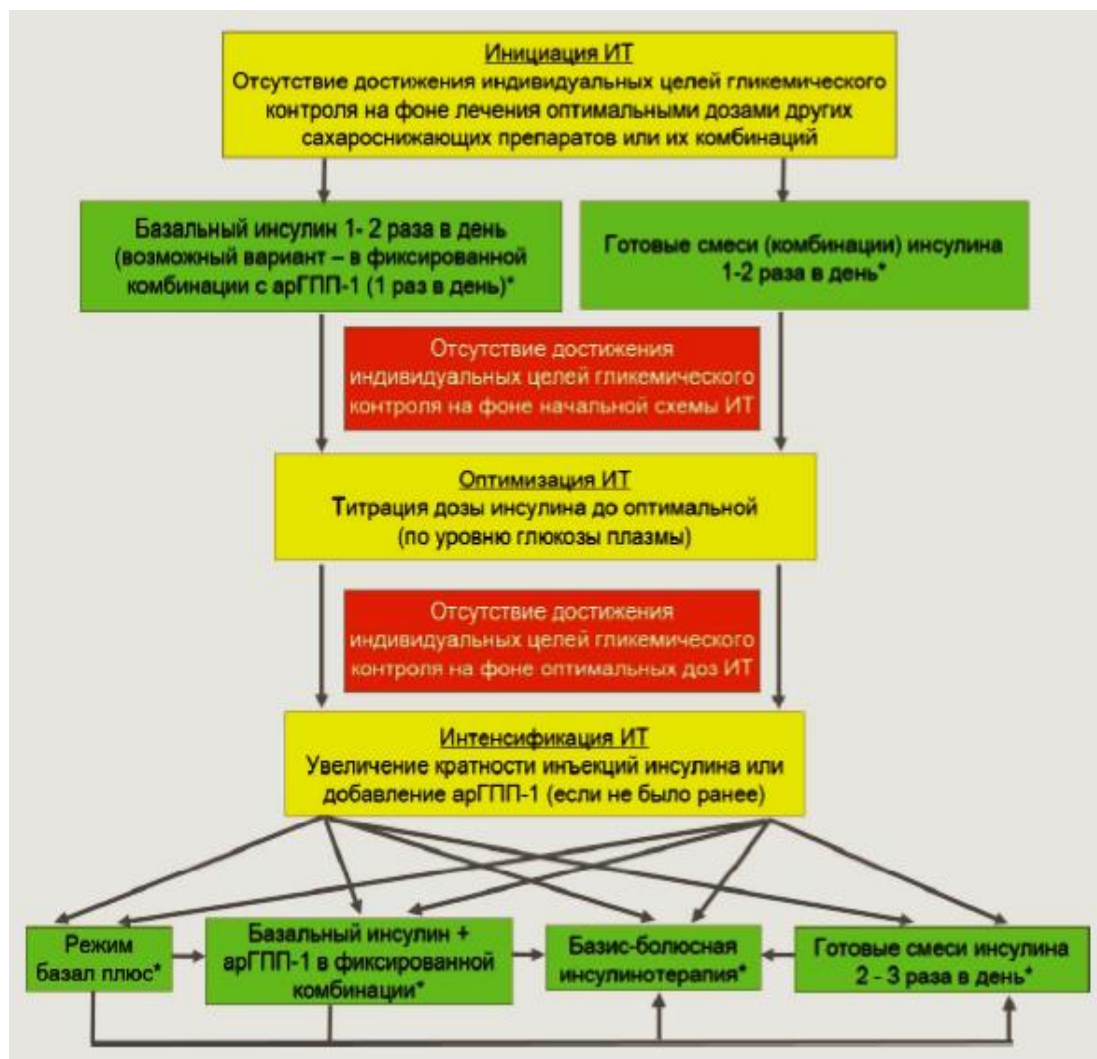 Инициация ИТ
Отсутствие достижения индивидуальных целей гликемического
контроля на фоне лечения оптимальными дозами других
сахароснижающих препаратов или их комбинаций
Базальный инсулин 1- 2 раза в день
(возможный вариант – в фиксированной
комбинации с арГПП-1 (1 раз в день)*
Готовые смеси (комбинации) инсулина
1-2 раза в день*
Отсутствие достижения
индивидуальных целей гликемического
контроля на фоне начальной схемы ИТ
Оптимизация ИТ
Титрация дозы инсулина до оптимальной
(по уровню глюкозы плазмы)
Отсутствие достижения
индивидуальных целей гликемического
контроля на фоне оптимальных доз ИТ
Интенсификация ИТ
Увеличение кратности инъекций инсулина или
добавление арГПП-1 (если не было ранее)
Режим
базал плюс*
Базальный инсулин +
арГПП-1 в фиксированной
комбинации*
Базис-болюсная
инсулинотерапия*
Готовые смеси инсулина
2 - 3 раза в день*